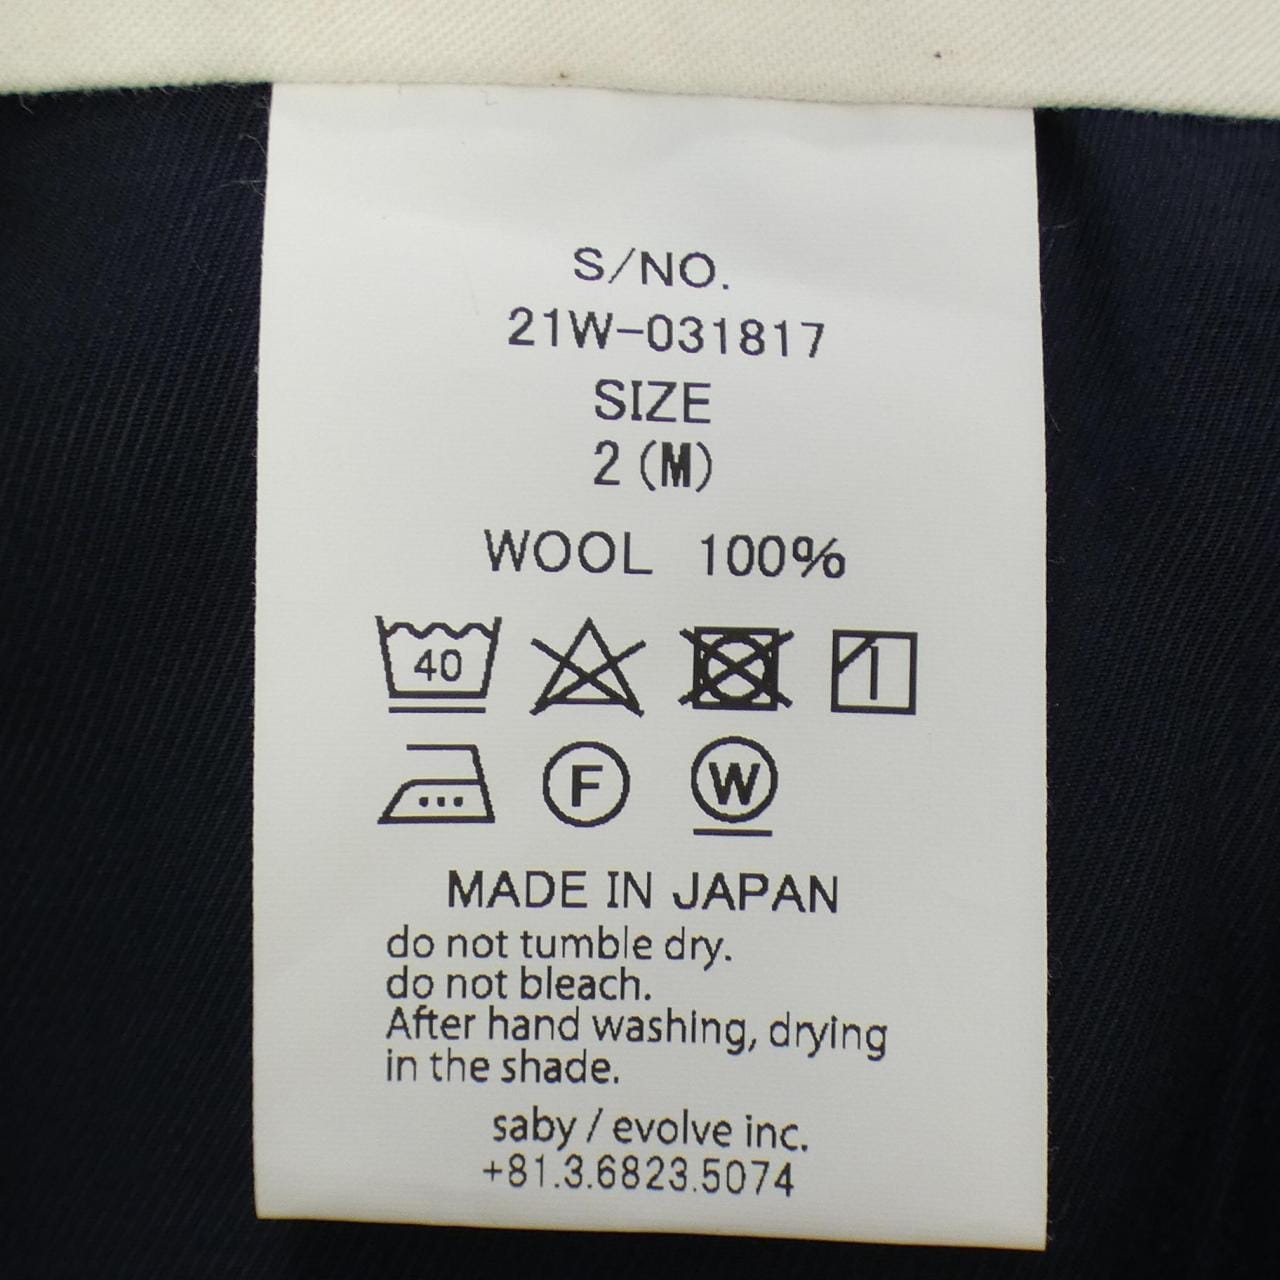 S/NO.
21W-031817
SIZE
2 (M)
WOOL 100%
40
1
F W
MADE IN JAPAN
do not tumble dry.
do not bleach.
After hand washing, drying
in the shade.
saby / evolve inc.
+81.3.6823.5074